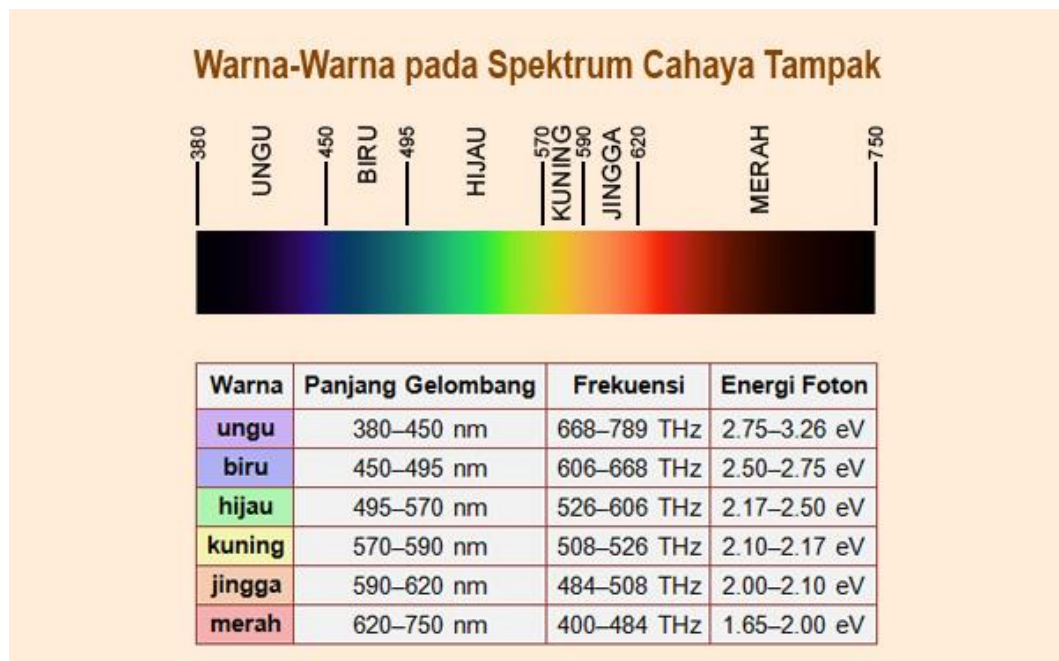 Warna-Warna pada Spektrum Cahaya Tampak
380 UNGU 450 BIRU 495 HIJAU 570 KUNING 590 JINGGA 620 MERAH 750
Warna Panjang Gelombang Frekuensi Energi Foton
ungu 380–450 nm 668–789 THz 2.75–3.26 eV
biru 450–495 nm 606–668 THz 2.50–2.75 eV
hijau 495–570 nm 526–606 THz 2.17–2.50 eV
kuning 570–590 nm 508–526 THz 2.10–2.17 eV
jingga 590–620 nm 484–508 THz 2.00–2.10 eV
merah 620–750 nm 400–484 THz 1.65–2.00 eV